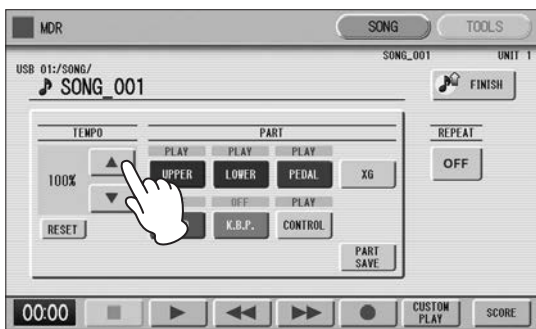 MDR SONG TOOLS
SONG_001 UNIT 1
USB 01:/SONG/
SONG_001 FINISH
TEMPO PART REPEAT
PLAY PLAY PLAY
100% UPPER LOWER PEDAL XG OFF
OFF PLAY
RESET K.B.P. CONTROL
PART
SAVE
00:00 CUSTOM
PLAY SCORE